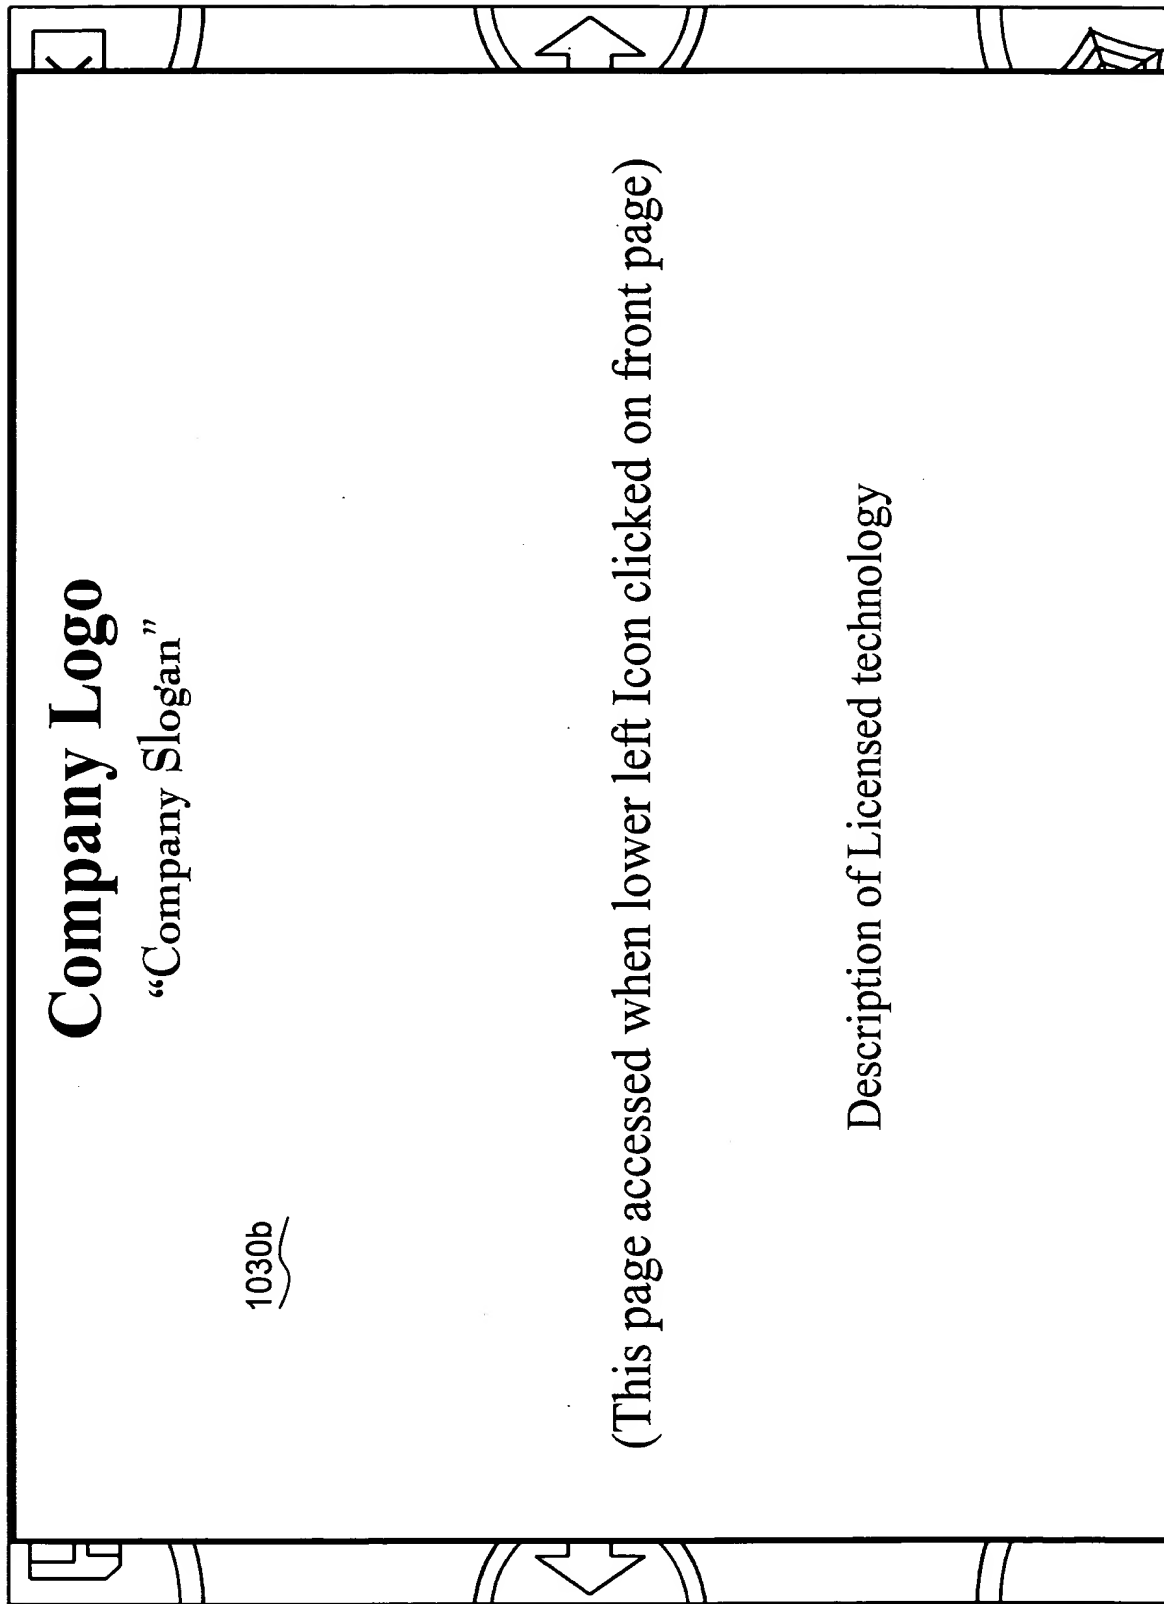 Company Logo
“Company Slogan”
1030b
(This page accessed when lower left Icon clicked on front page)
Description of Licensed technology